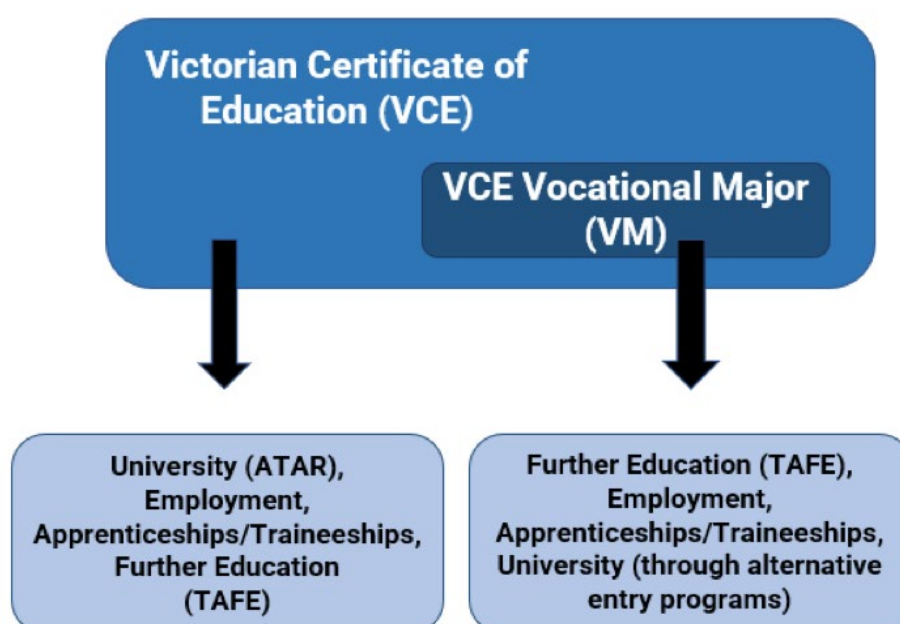 Victorian Certificate of
Education (VCE)
VCE Vocational Major
(VM)
University (ATAR),
Employment,
Apprenticeships/Traineeships,
Further Education
(TAFE)
Further Education (TAFE),
Employment,
Apprenticeships/Traineeships,
University (through alternative
entry programs)